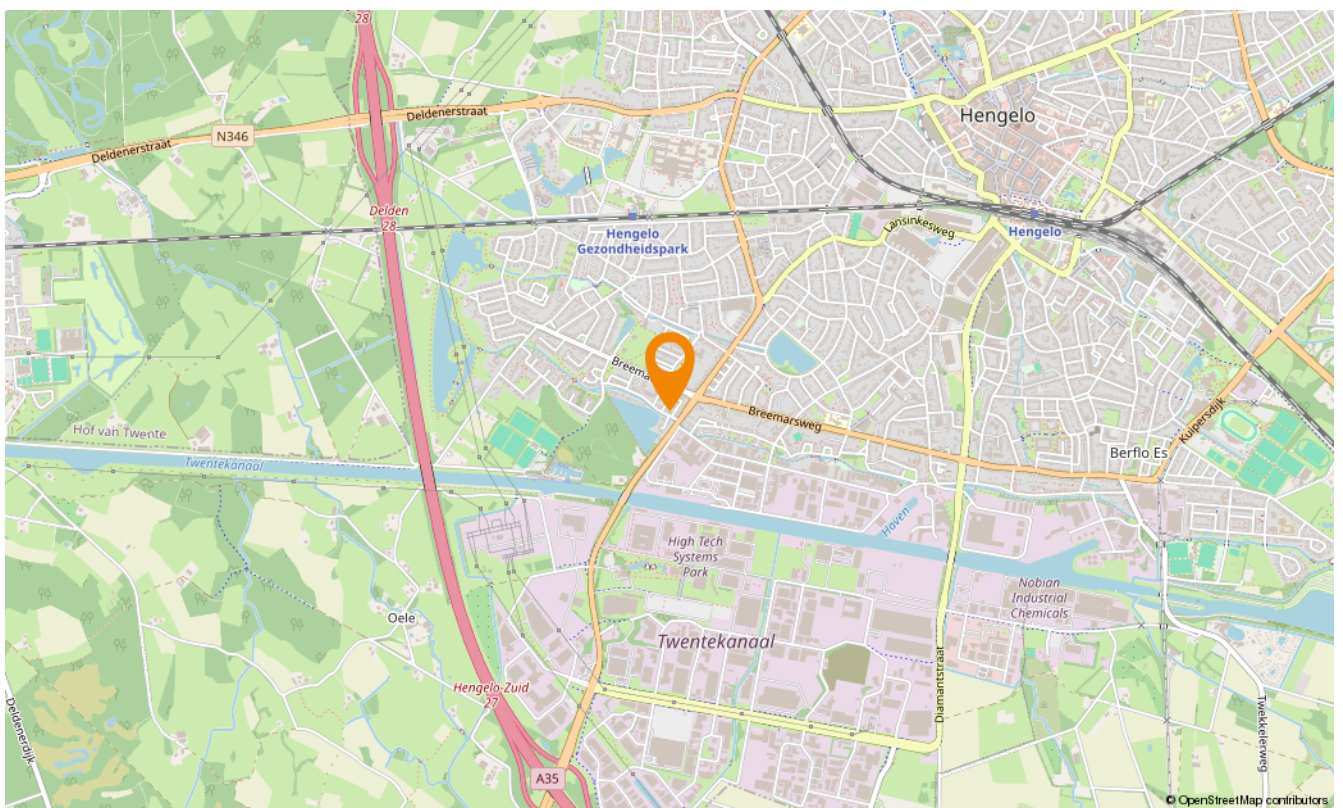 28
Deldenerstraat
N346
Deldenerstraat
Hengelo
Delden
28
Hengelo
Gezondheidspark
Lansinkesweg
Hengelo
Breema
Breemarsweg
Kuipersdijk
Hof van Twente
Twentekanaal
Berflo Es
Haven
High Tech
Systems
Park
Nobian
Industrial
Chemicals
Oele
Twentekanaal
Hengelo-Zuid
27
Diamantstraat
Deldenerdijk
Twekkelerweg
A35
© OpenStreetMap contributors